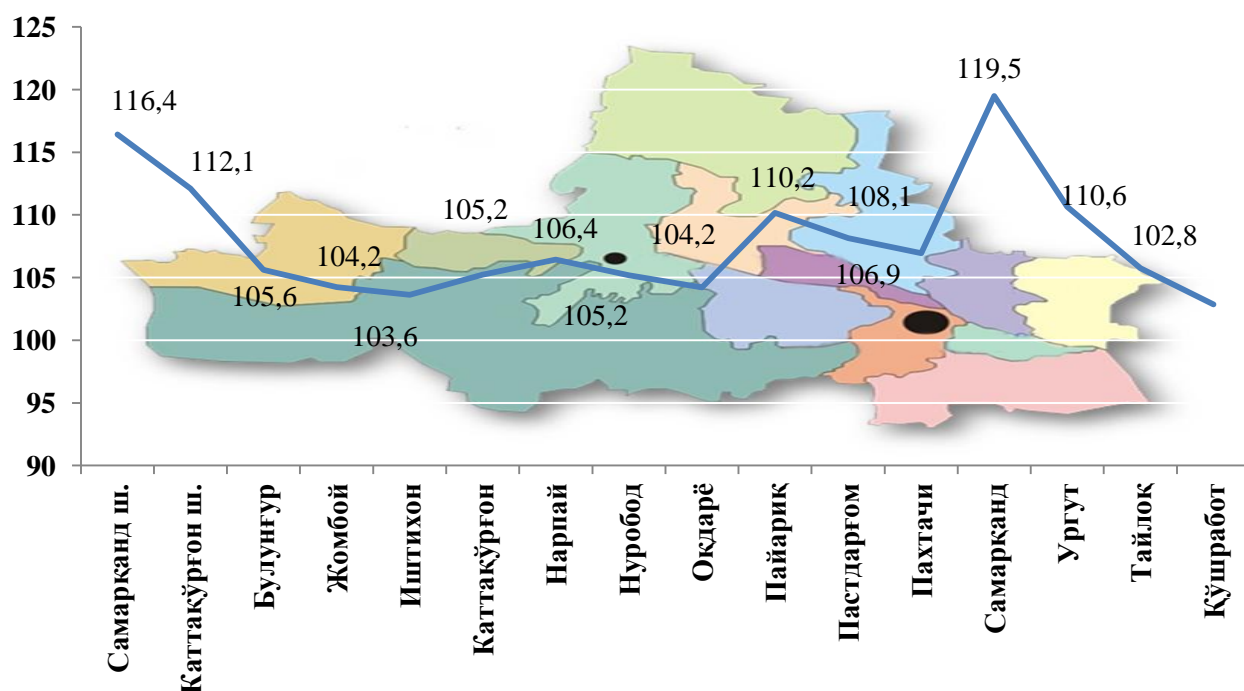 125
120
115
110
105
100
95
90
116,4
112,1
105,6
104,2
103,6
105,2
106,4
105,2
104,2
110,2
108,1
106,9
119,5
110,6
102,8
Самарқанд ш.
Каттақўрғон ш.
Булунғур
Жомбой
Иштихон
Каттақўрғон
Нарпай
Нуробод
Оқдарё
Пайариқ
Пастдарғом
Пахтачи
Самарқанд
Ургут
Тайлоқ
Қўшработ